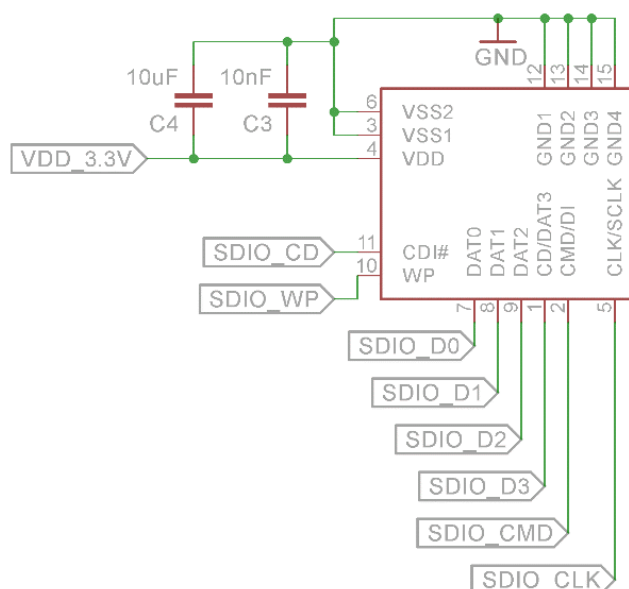 GND
12
13
14
15
10uF
10nF
C4
C3
6
VSS2
3
VSS1
4
VDD
GND1
GND2
GND3
GND4
VDD_3.3V
SDIO_CD
11
CDI#
SDIO_WP
10
WP
DAT0
DAT1
DAT2
CD/DAT3
CMD/DI
CLK/SCLK
7
8
9
1
2
5
SDIO_D0
SDIO_D1
SDIO_D2
SDIO_D3
SDIO_CMD
SDIO_CLK